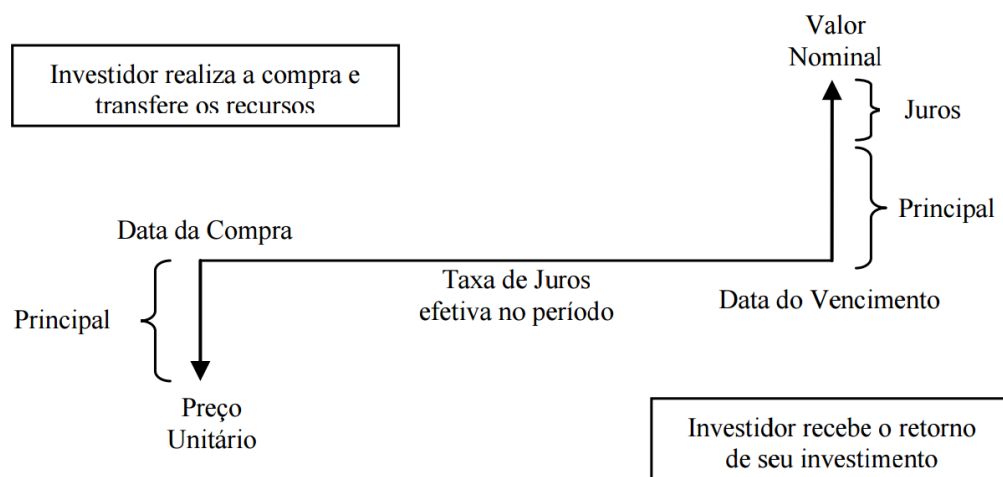 Valor
Nominal
Investidor realiza a compra e
transfere os recursos
Juros
Principal
Data da Compra
Taxa de Juros
efetiva no período
Data do Vencimento
Principal
Preço
Unitário
Investidor recebe o retorno
de seu investimento